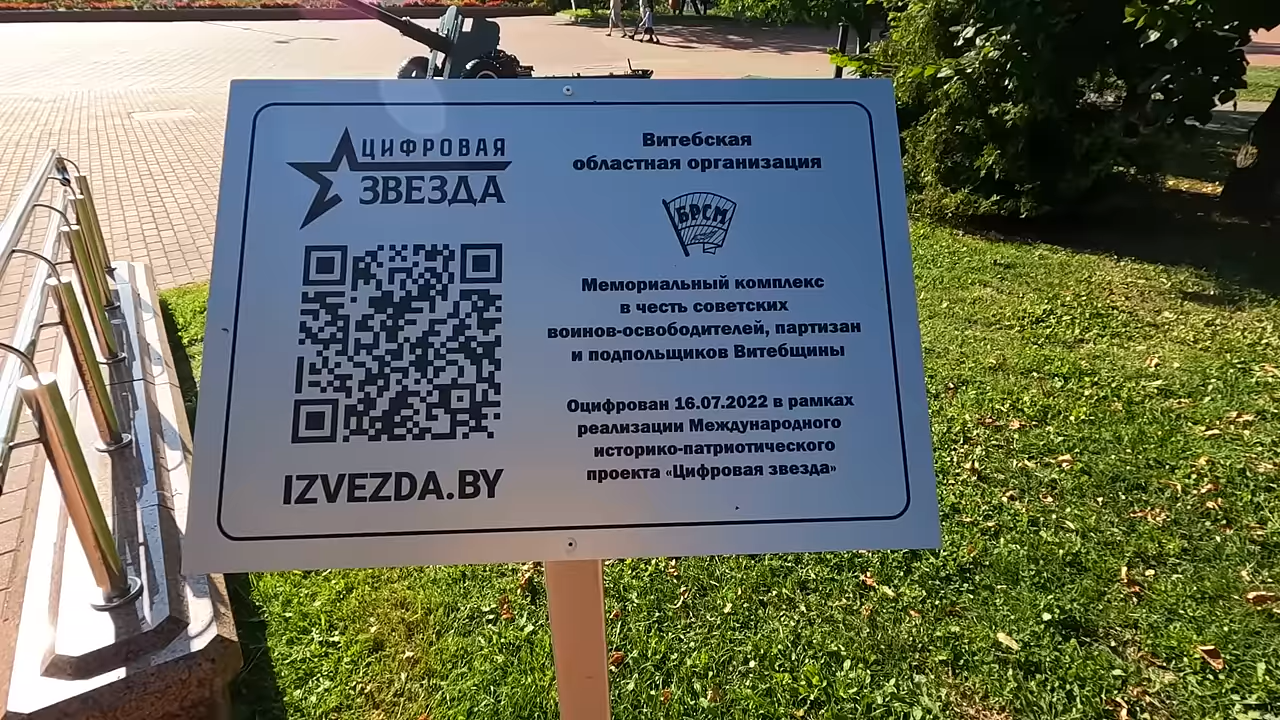 ЦИФРОВАЯ
ЗВЕЗДА
IZVEZDA.BY
Витебская
областная организация
БРСМ
Мемориальный комплекс
в честь советских
воинов-освободителей, партизан
и подпольщиков Витебщины
Оцифрован 16.07.2022 в рамках
реализации Международного
историко-патриотического
проекта «Цифровая звезда»